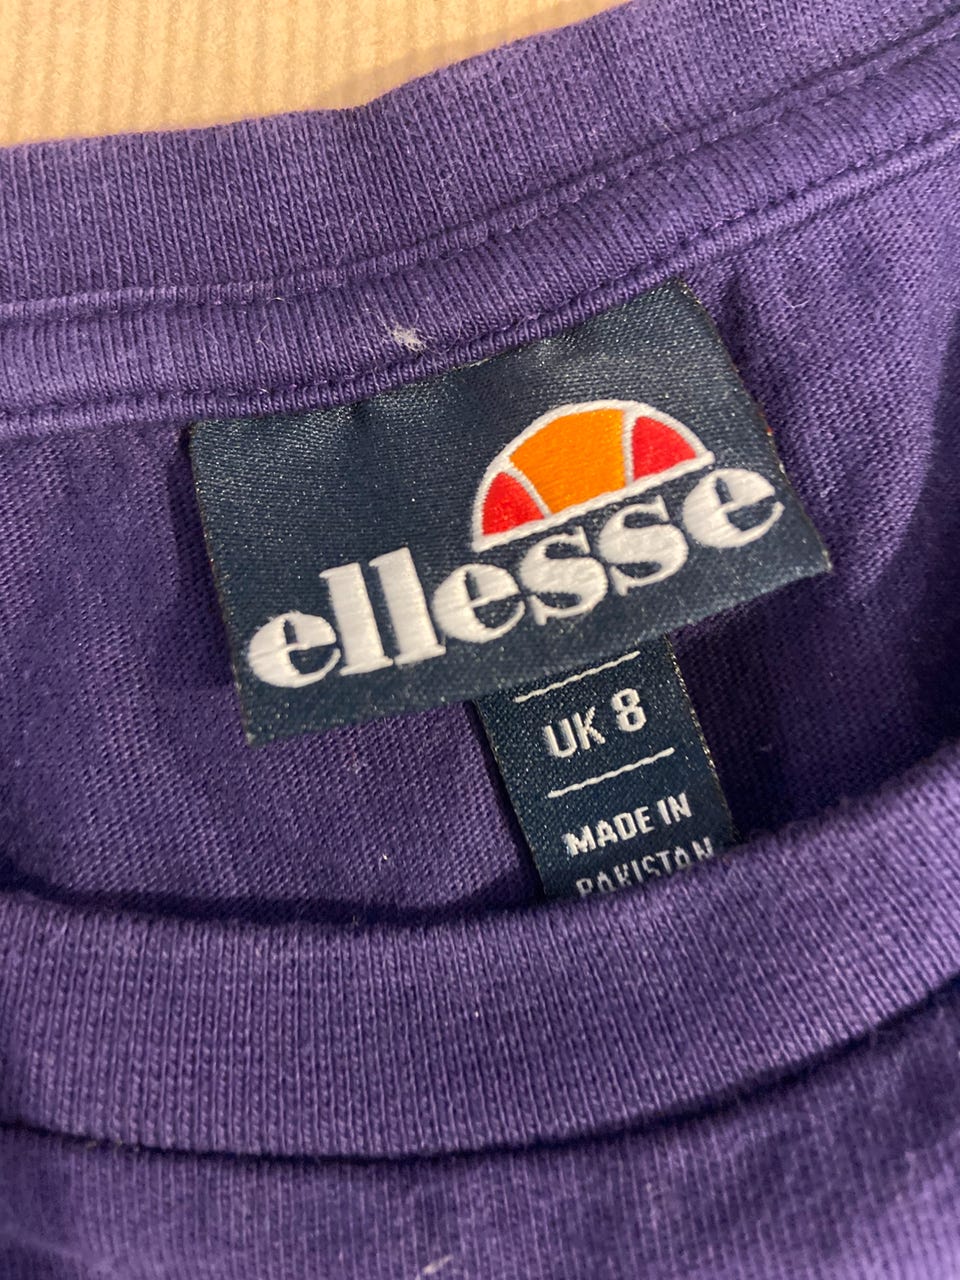 ellesse
UK 8
MADE IN
PAKISTAN